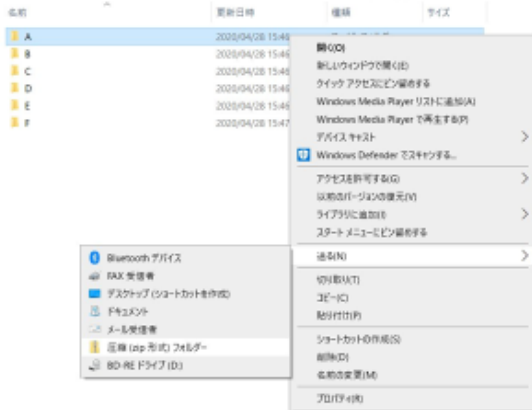 名前 更新日時 種類 サイズ
A 2020/04/28 15:46
B 2020/04/28 15:46
C 2020/04/28 15:46
D 2020/04/28 15:46
E 2020/04/28 15:46
F 2020/04/28 15:47
開く(O)
新しいウィンドウで開く(E)
クイック アクセスにピン留めする
Windows Media Player リストに追加(A)
Windows Media Player で再生する(P)
デバイス キャスト
Windows Defender でスキャンする...
アクセスを許可する(G)
以前のバージョンの復元(V)
ライブラリに追加(I)
スタート メニューにピン留めする
送る(N)
切り取り(T)
コピー(C)
貼り付け(P)
ショートカットの作成(S)
削除(D)
名前の変更(M)
プロパティ(R)
Bluetooth デバイス
FAX 受信者
デスクトップ (ショートカットを作成)
ドキュメント
メール受信者
圧縮 (zip 形式) フォルダー
BD-RE ドライブ (D:)